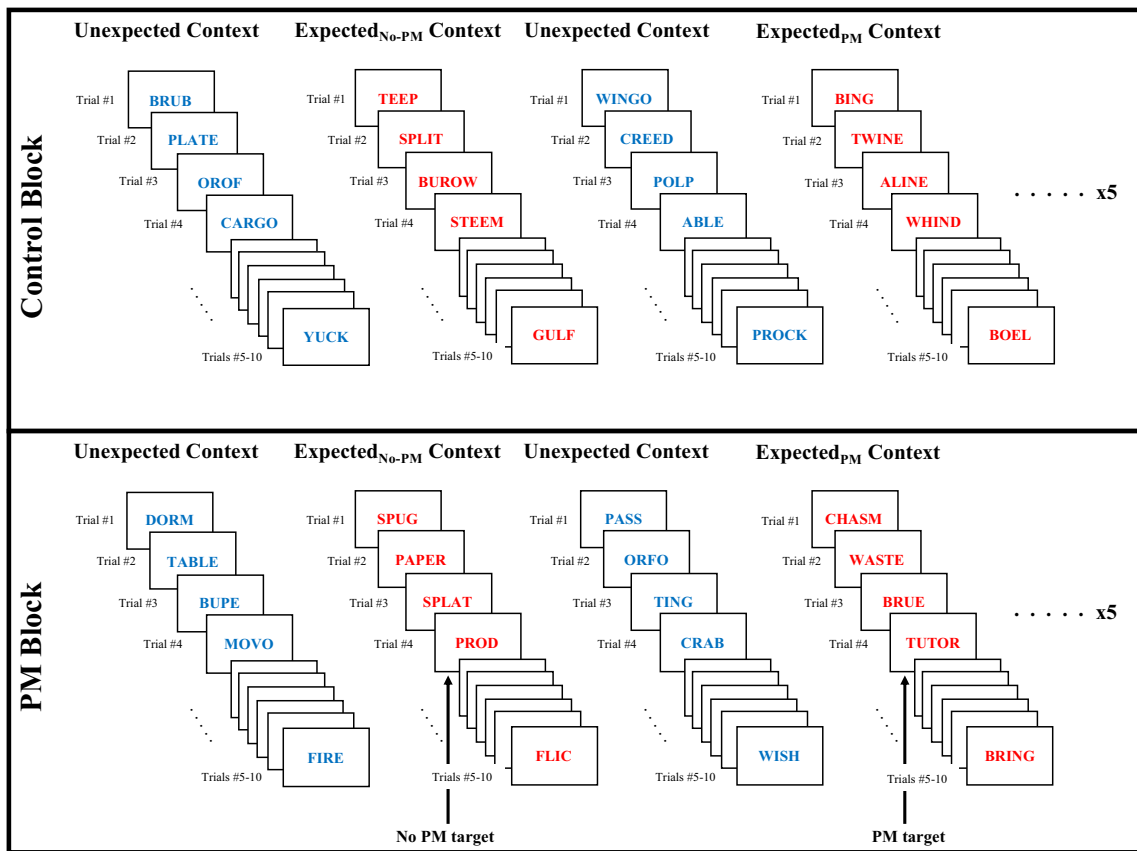 Control Block
Unexpected Context
Expected_No-PM Context
Unexpected Context
Expected_PM Context
Trial #1
BRUB
Trial #2
PLATE
Trial #3
OROF
Trial #4
CARGO
. . . . .
Trials #5-10
YUCK
Trial #1
TEEP
Trial #2
SPLIT
Trial #3
BUROW
Trial #4
STEEM
. . . . .
Trials #5-10
GULF
Trial #1
WINGO
Trial #2
CREED
Trial #3
POLP
Trial #4
ABLE
. . . . .
Trials #5-10
PROCK
Trial #1
BING
Trial #2
TWINE
Trial #3
ALINE
Trial #4
WHIND
. . . . .
Trials #5-10
BOEL
. . . . . x5
PM Block
Unexpected Context
Expected_No-PM Context
Unexpected Context
Expected_PM Context
Trial #1
DORM
Trial #2
TABLE
Trial #3
BUPE
Trial #4
MOVO
. . . . .
Trials #5-10
FIRE
Trial #1
SPUG
Trial #2
PAPER
Trial #3
SPLAT
Trial #4
PROD
. . . . .
Trials #5-10
FLIC
No PM target
Trial #1
PASS
Trial #2
ORFO
Trial #3
TING
Trial #4
CRAB
. . . . .
Trials #5-10
WISH
Trial #1
CHASM
Trial #2
WASTE
Trial #3
BRUE
Trial #4
TUTOR
. . . . .
Trials #5-10
BRING
PM target
. . . . . x5